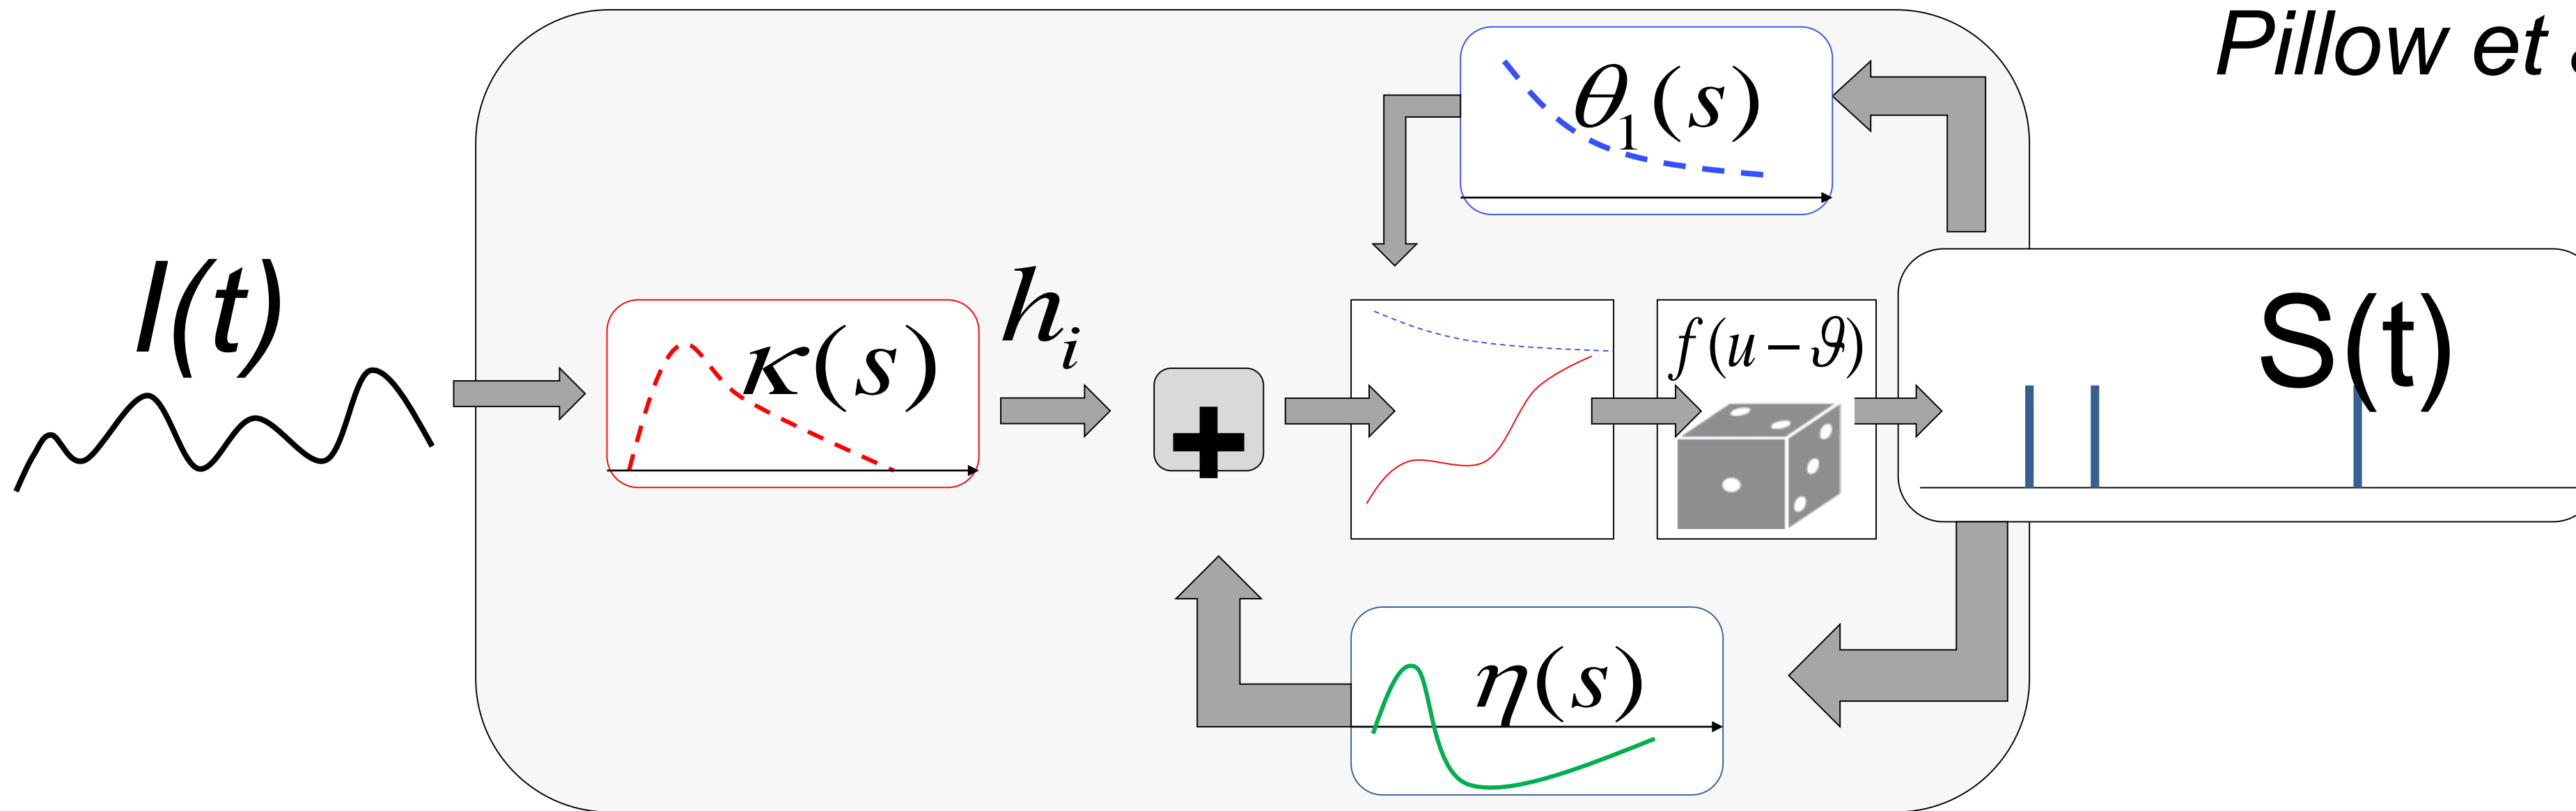 Pillow et
θ₁(s)
I(t)
κ(s)
hᵢ
+
f(u−ϑ)
S(t)
η(s)